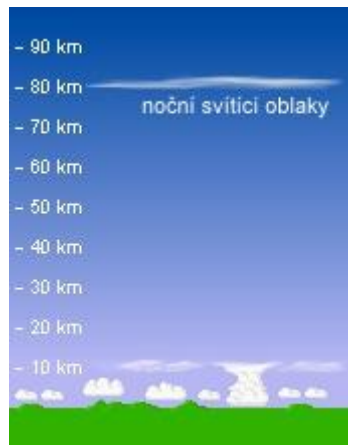 - 90 km
- 80 km
noční svítící oblaky
- 70 km
- 60 km
- 50 km
- 40 km
- 30 km
- 20 km
- 10 km